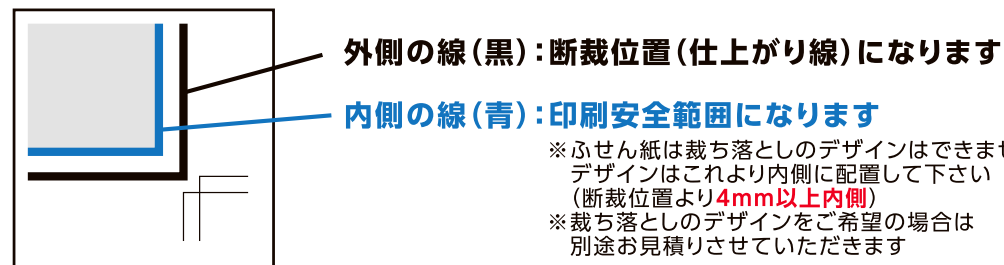 外側の線(黒):断裁位置(仕上がり線)になります
内側の線(青):印刷安全範囲になります
※ふせん紙は裁ち落としのデザインはできませ
デザインはこれより内側に配置して下さい
(断裁位置より4mm以上内側)
※裁ち落としのデザインをご希望の場合は
別途お見積りさせていただきます